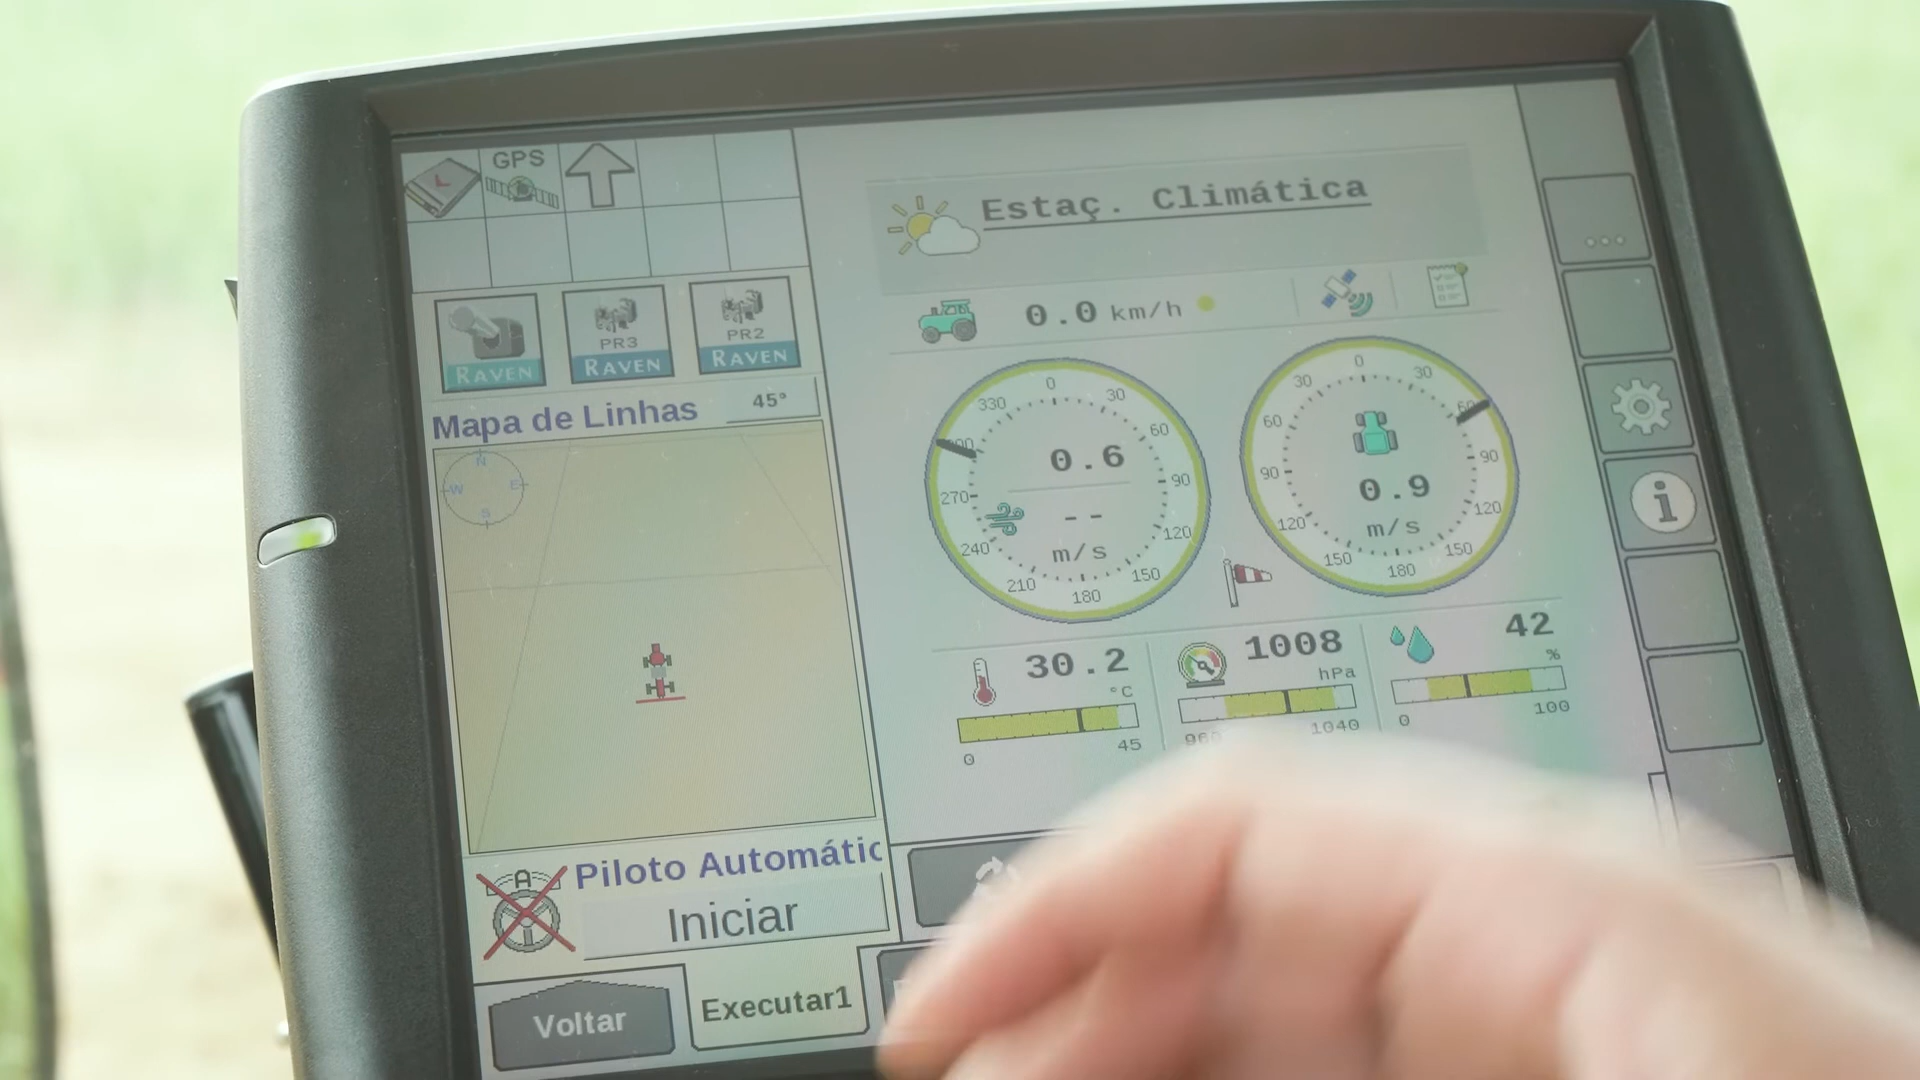 GPS
Estaç. Climática
0.0 km/h
PR3
PR2
RAVEN
RAVEN
RAVEN
Mapa de Linhas
45°
N
W
E
S
0
30
60
90
120
150
180
210
240
270
330
0.6
--
m/s
0
30
60
90
120
150
180
150
120
90
60
30
0.9
m/s
30.2
°C
0
45
1008
hPa
1040
42
%
0
100
A
Piloto Automátic
Iniciar
Voltar
Executar1